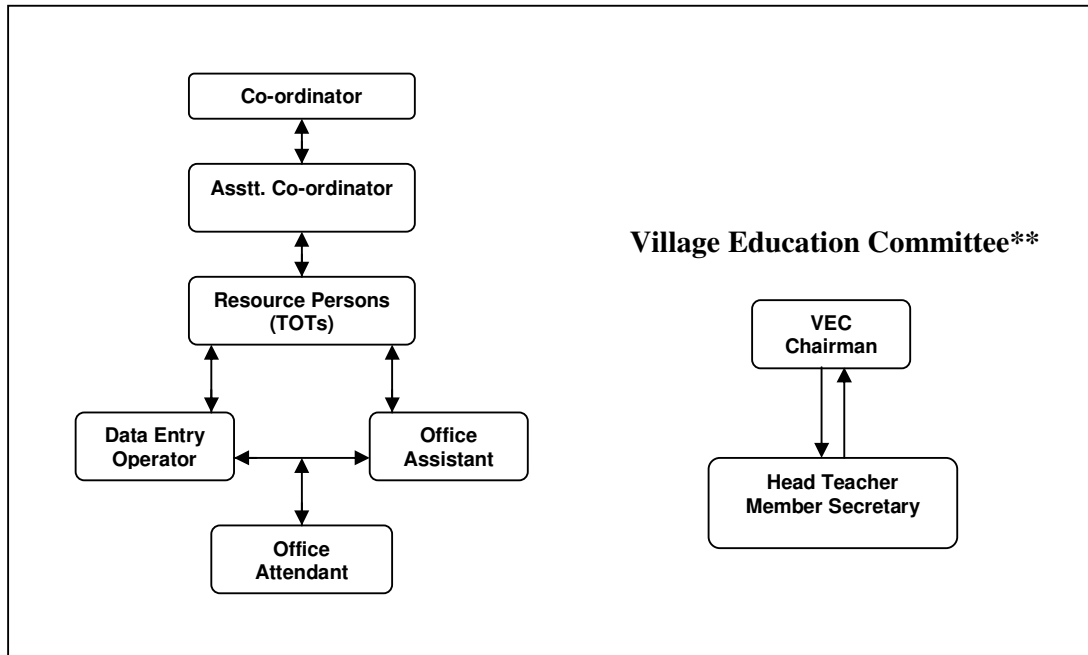 Co-ordinator
Asstt. Co-ordinator
Resource Persons
(TOTs)
Data Entry
Operator
Office
Assistant
Office
Attendant
Village Education Committee**
VEC
Chairman
Head Teacher
Member Secretary